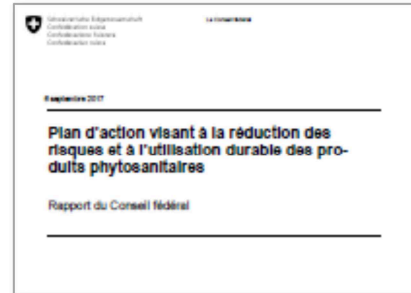 Schweizerische Eidgenossenschaft
Confédération suisse
Confederazione Svizzera
Confederaziun svizra
Le Conseil fédéral
6 septembre 2017
Plan d'action visant à la réduction des
risques et à l'utilisation durable des pro-
duits phytosanitaires
Rapport du Conseil fédéral